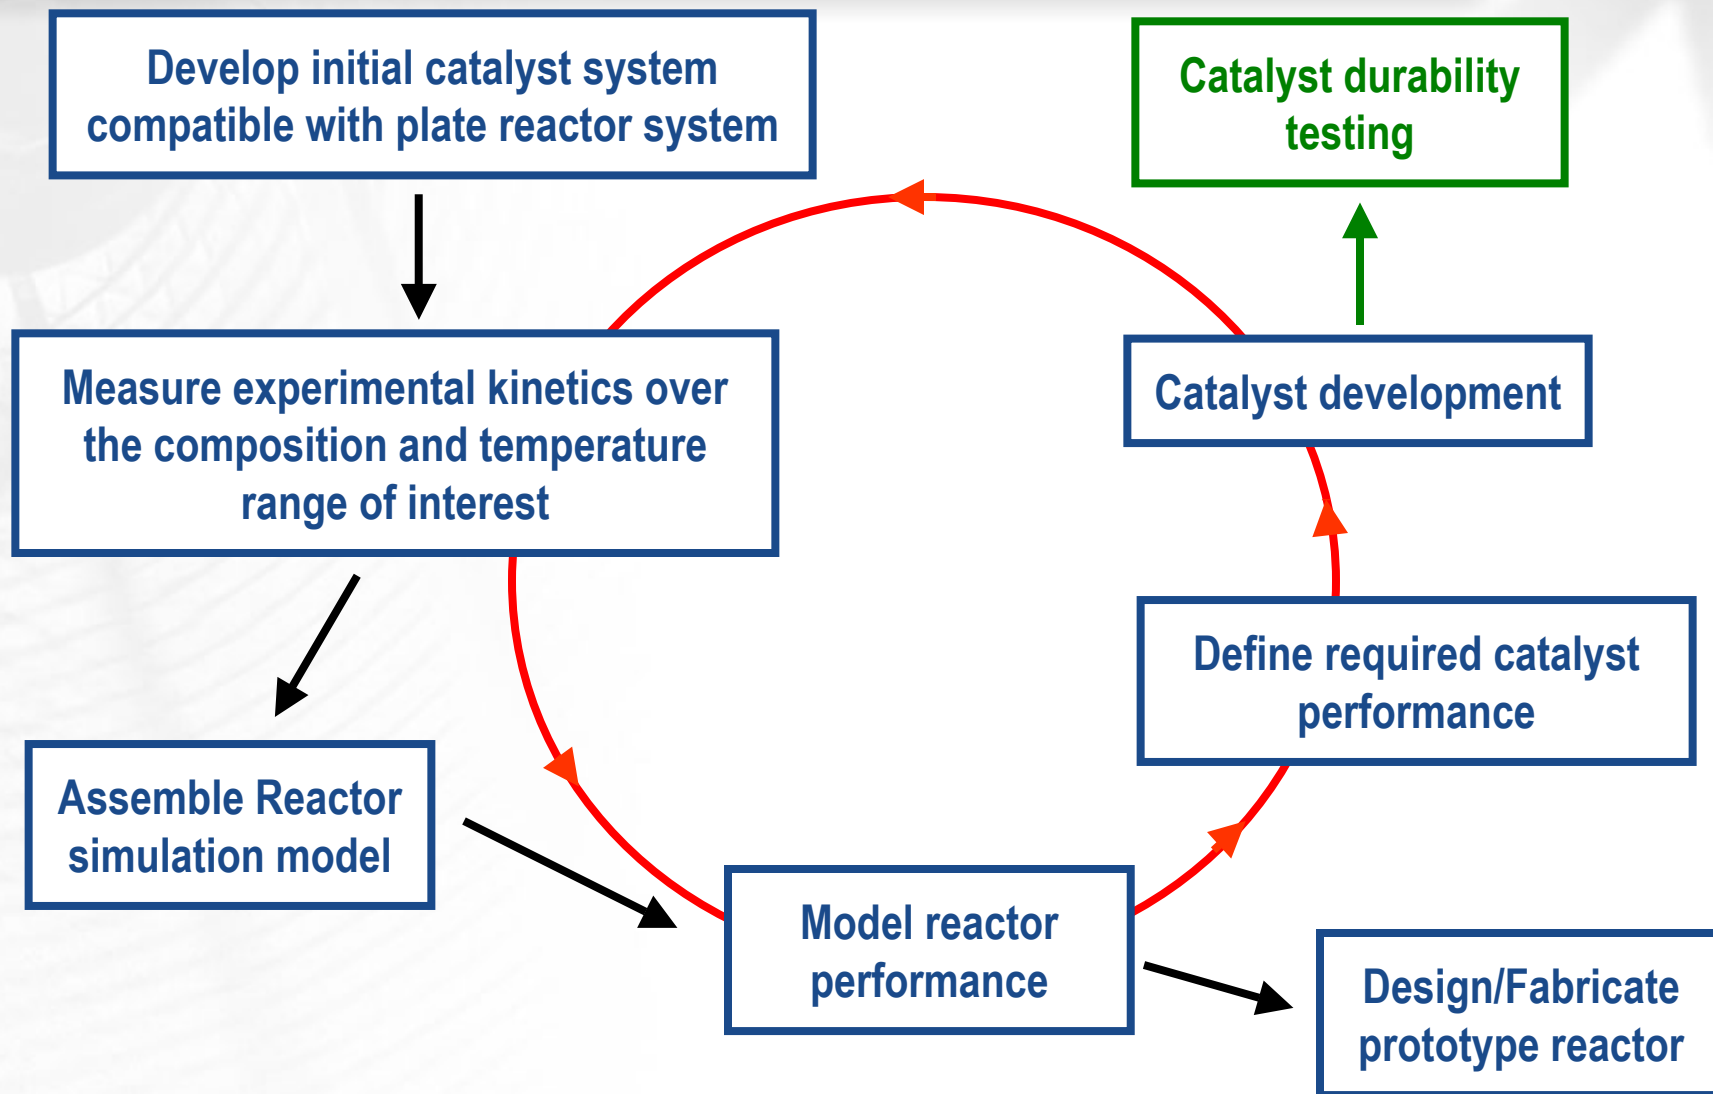 Develop initial catalyst system
compatible with plate reactor system
Catalyst durability
testing
Measure experimental kinetics over
the composition and temperature
range of interest
Catalyst development
Define required catalyst
performance
Assemble Reactor
simulation model
Model reactor
performance
Design/Fabricate
prototype reactor